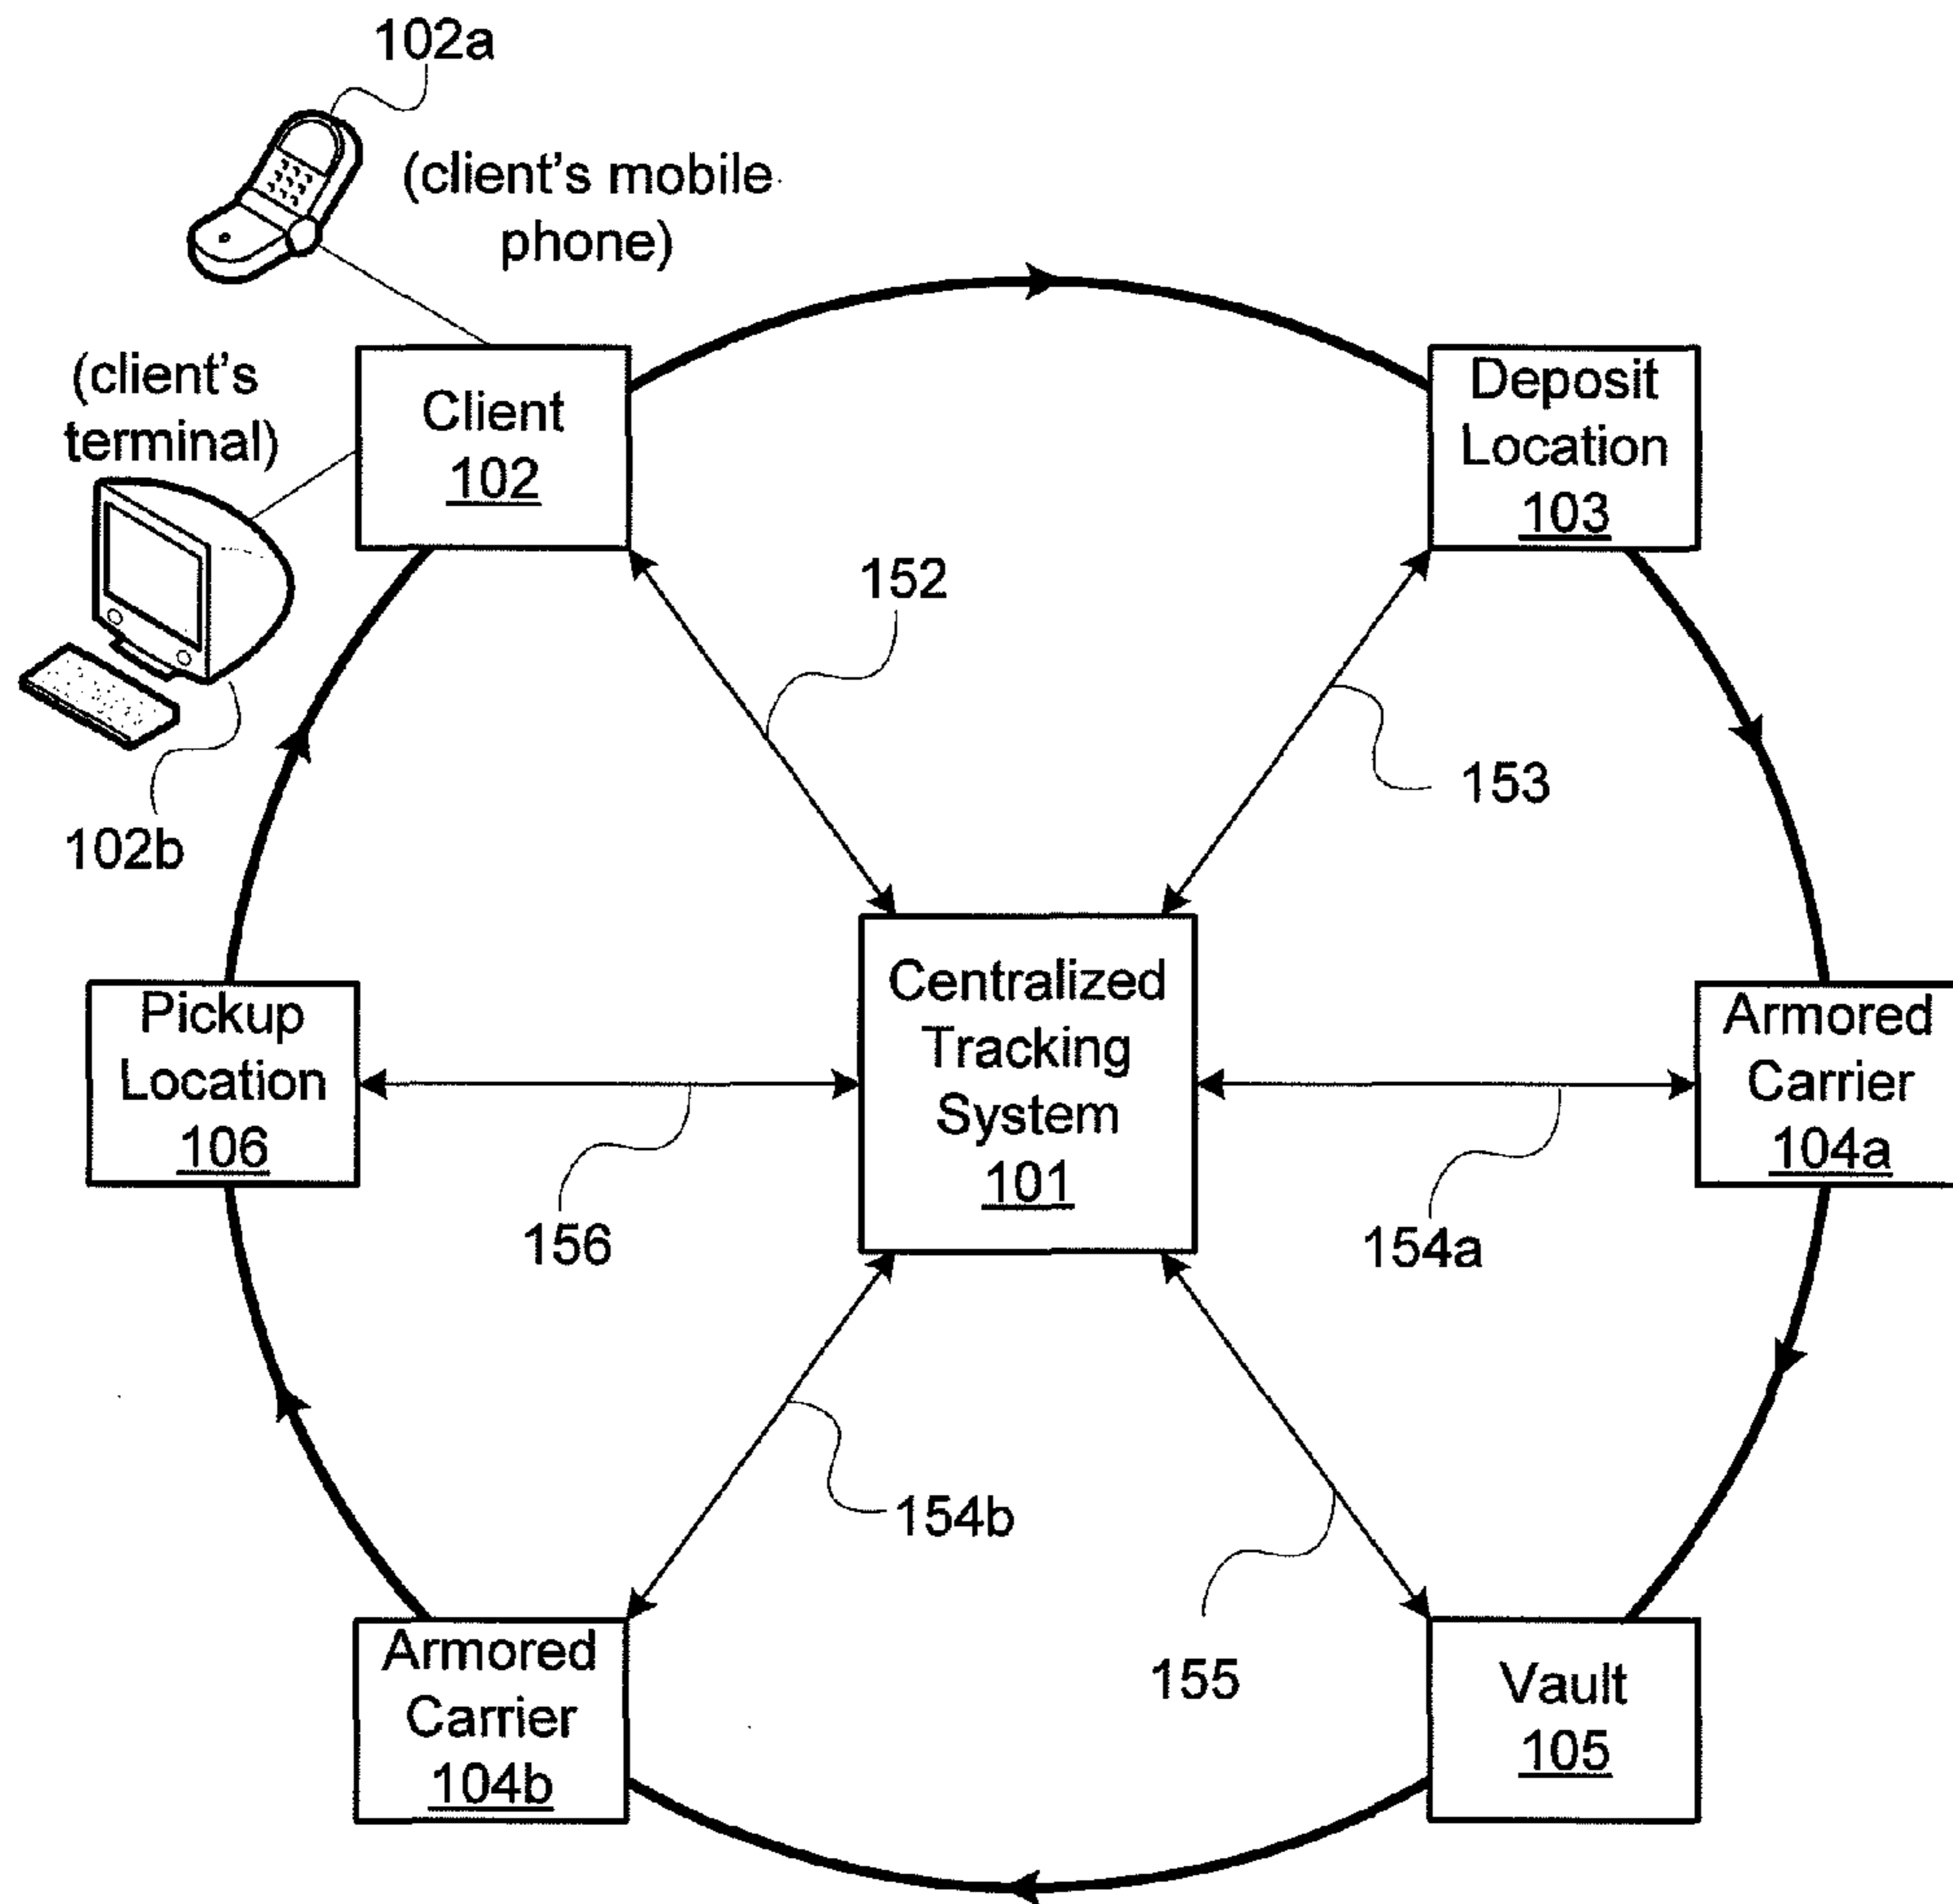 102a
(client's mobile
phone)
(client's
terminal)
Client
102
Deposit
Location
103
152
153
102b
Centralized
Tracking
System
101
Pickup
Location
106
Armored
Carrier
104a
156
154a
154b
155
Armored
Carrier
104b
Vault
105